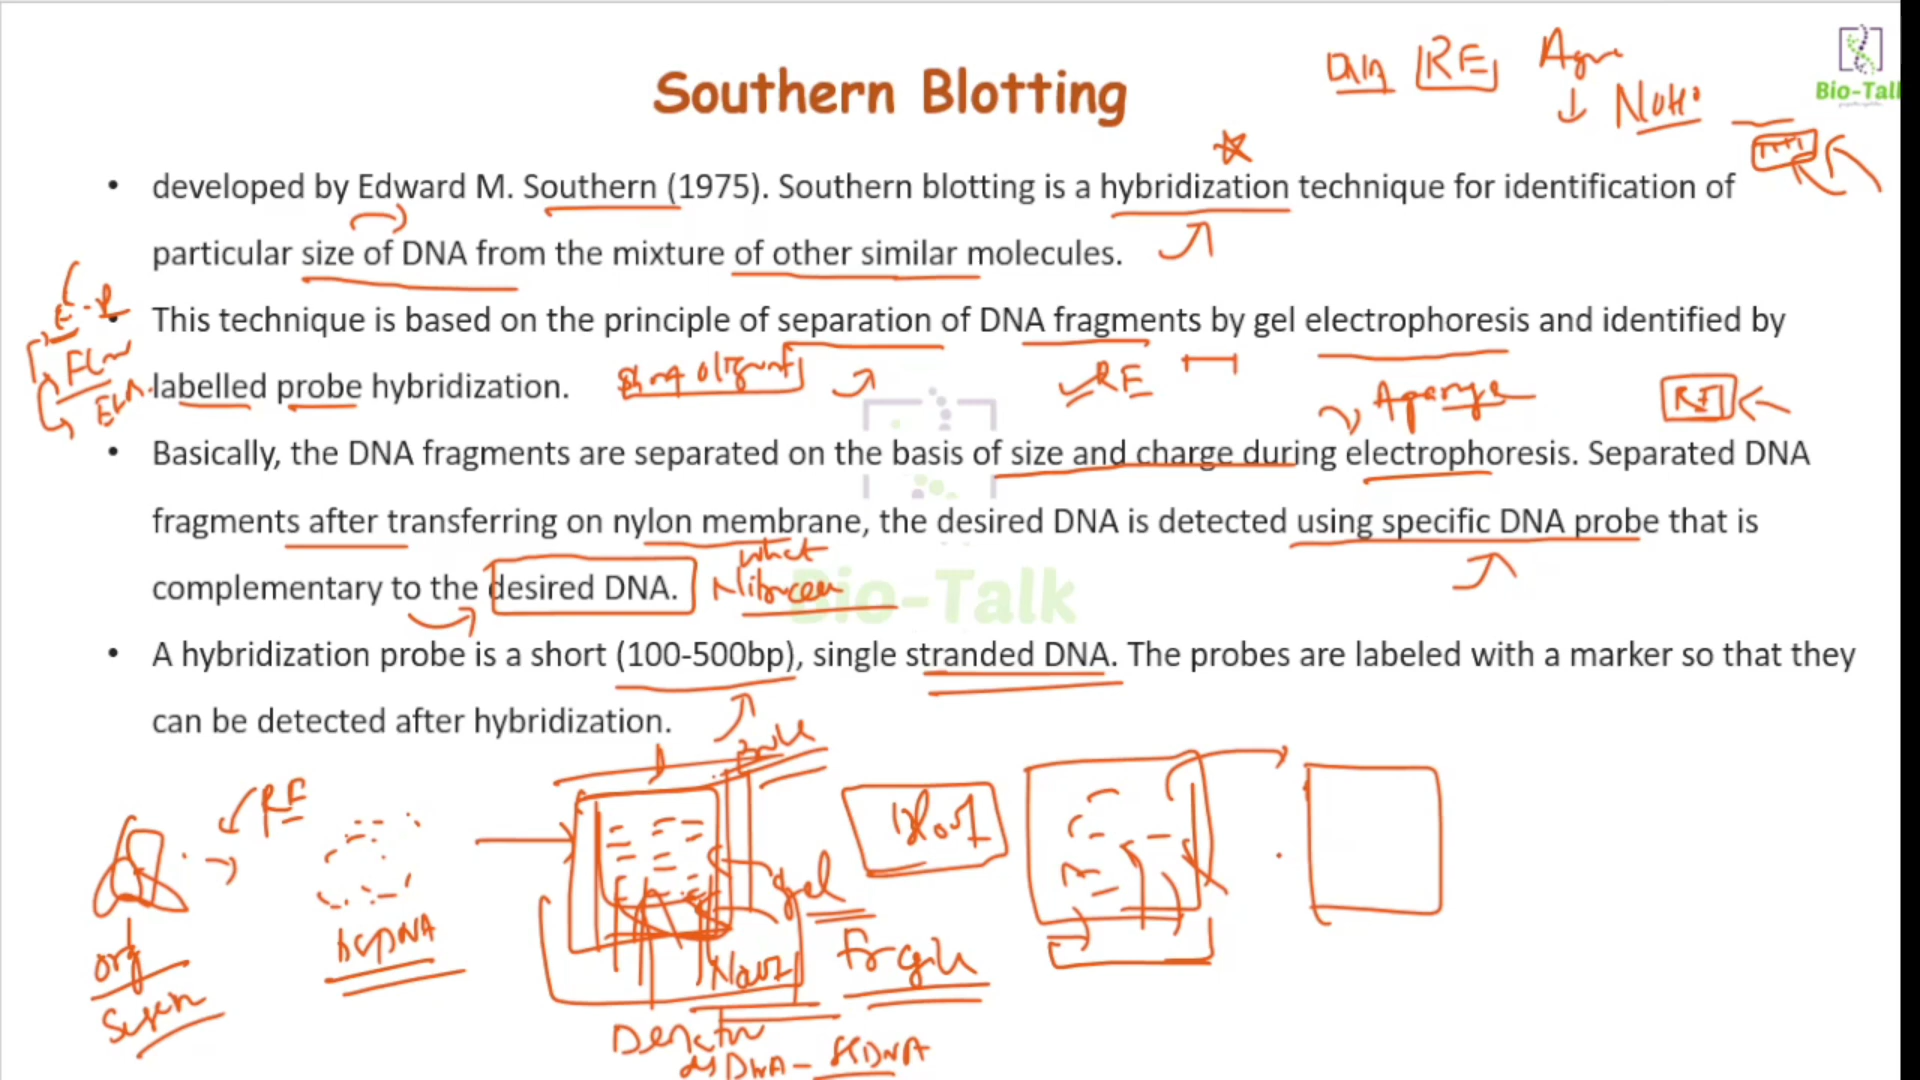 Southern Blotting
RE
NaOH
Bio-Talk
• developed by Edward M. Southern (1975). Southern blotting is a hybridization technique for identification of
particular size of DNA from the mixture of other similar molecules.
• This technique is based on the principle of separation of DNA fragments by gel electrophoresis and identified by
labelled probe hybridization.
RE
• Basically, the DNA fragments are separated on the basis of size and charge during electrophoresis. Separated DNA
fragments after transferring on nylon membrane, the desired DNA is detected using specific DNA probe that is
complementary to the desired DNA.
Bio-Talk
• A hybridization probe is a short (100-500bp), single stranded DNA. The probes are labeled with a marker so that they
can be detected after hybridization.
RE
Blot
gel
org
DNA